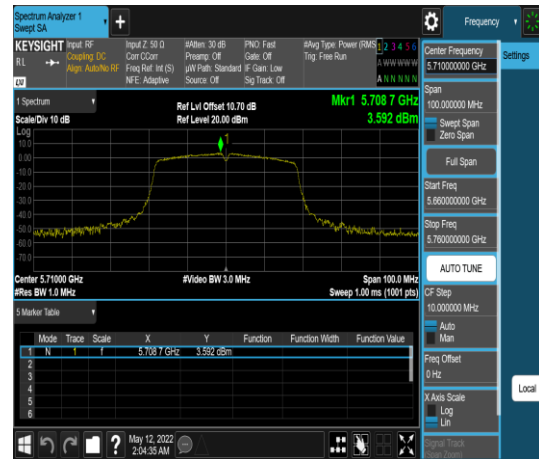 Spectrum Analyzer 1
Swept SA
+
Frequency
KEYSIGHT Input: RF Input Z: 50 Ω #Atten: 30 dB PNO: Fast #Avg Type: Power (RMS 1 2 3 4 5 6
RL Coupling: DC Corr CCorr Preamp: Off Gate: Off Trig: Free Run A WW WW W
Align: Auto/No RF Freq Ref: Int (S) µW Path: Standard IF Gain: Low
NFE: Adaptive Source: Off Sig Track: Off A N N N N N
LXI
1 Spectrum Ref Lvl Offset 10.70 dB Mkr1 5.708 7 GHz
Scale/Div 10 dB Ref Level 20.00 dBm 3.592 dBm
Log
1
10.0
0.00
-10.0
-20.0
-30.0
-40.0
-50.0
-60.0
-70.0
Center 5.71000 GHz #Video BW 3.0 MHz Span 100.0 MHz
#Res BW 1.0 MHz Sweep 1.00 ms (1001 pts)
5 Marker Table
Mode Trace Scale X Y Function Function Width Function Value
1 N 1 f 5.708 7 GHz 3.592 dBm
2
3
4
5
6
? May 12, 2022
2:04:35 AM
Center Frequency
5.710000000 GHz
Span
100.000000 MHz
Swept Span
Zero Span
Full Span
Start Freq
5.660000000 GHz
Stop Freq
5.760000000 GHz
AUTO TUNE
CF Step
10.000000 MHz
Auto
Man
Freq Offset
0 Hz
X Axis Scale
Log
Lin
Signal Track
(Span Zoom)
Settings
Local